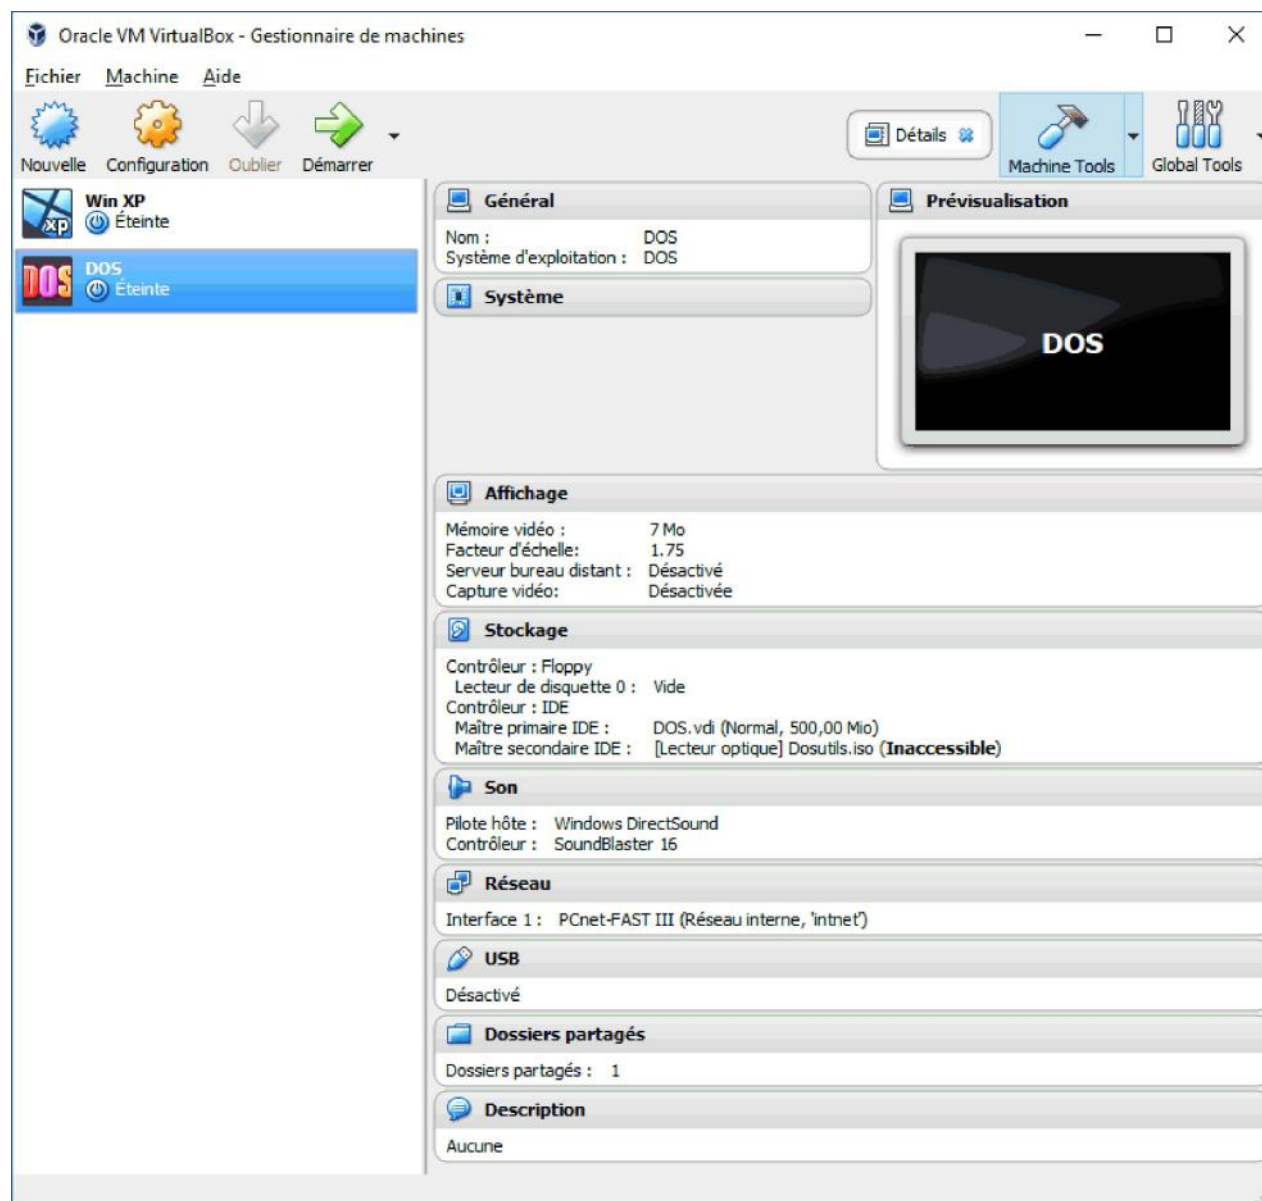 Oracle VM VirtualBox - Gestionnaire de machines
Fichier Machine Aide
Nouvelle Configuration Oublier Démarrer Détails Machine Tools Global Tools
Win XP
xp
Éteinte
DOS
DOS
Éteinte
Général
Nom : DOS
Système d'exploitation : DOS
Système
Prévisualisation
DOS
Affichage
Mémoire vidéo : 7 Mo
Facteur d'échelle: 1.75
Serveur bureau distant : Désactivé
Capture vidéo: Désactivée
Stockage
Contrôleur : Floppy
Lecteur de disquette 0 : Vide
Contrôleur : IDE
Maître primaire IDE : DOS.vdi (Normal, 500,00 Mio)
Maître secondaire IDE : [Lecteur optique] Dosutils.iso (Inaccessible)
Son
Pilote hôte : Windows DirectSound
Contrôleur : SoundBlaster 16
Réseau
Interface 1 : PCnet-FAST III (Réseau interne, 'intnet')
USB
Désactivé
Dossiers partagés
Dossiers partagés : 1
Description
Aucune